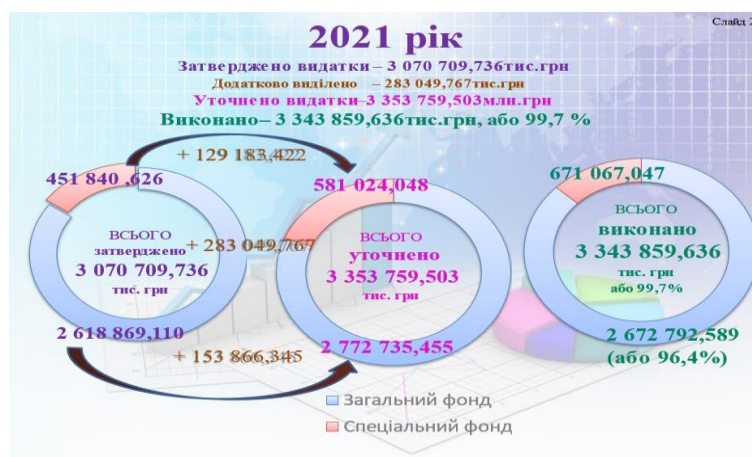 Слайд 2
2021 рік
Затверджено видатки – 3 070 709,736тис.грн
Додатково виділено – 283 049,767тис.грн
Уточнено видатки–3 353 759,503млн.грн
Виконано– 3 343 859,636тис.грн, або 99,7 %
+ 129 183,422
451 840 ,626
581 024,048
671 067,047
ВСЬОГО
затверджено
3 070 709,736
тис. грн
+ 283 049,767
ВСЬОГО
уточнено
3 353 759,503
тис. грн
ВСЬОГО
виконано
3 343 859,636
тис. грн
або 99,7%
2 618 869,110
+ 153 866,345
2 772 735,455
2 672 792,589
(або 96,4%)
Загальний фонд
Спеціальний фонд